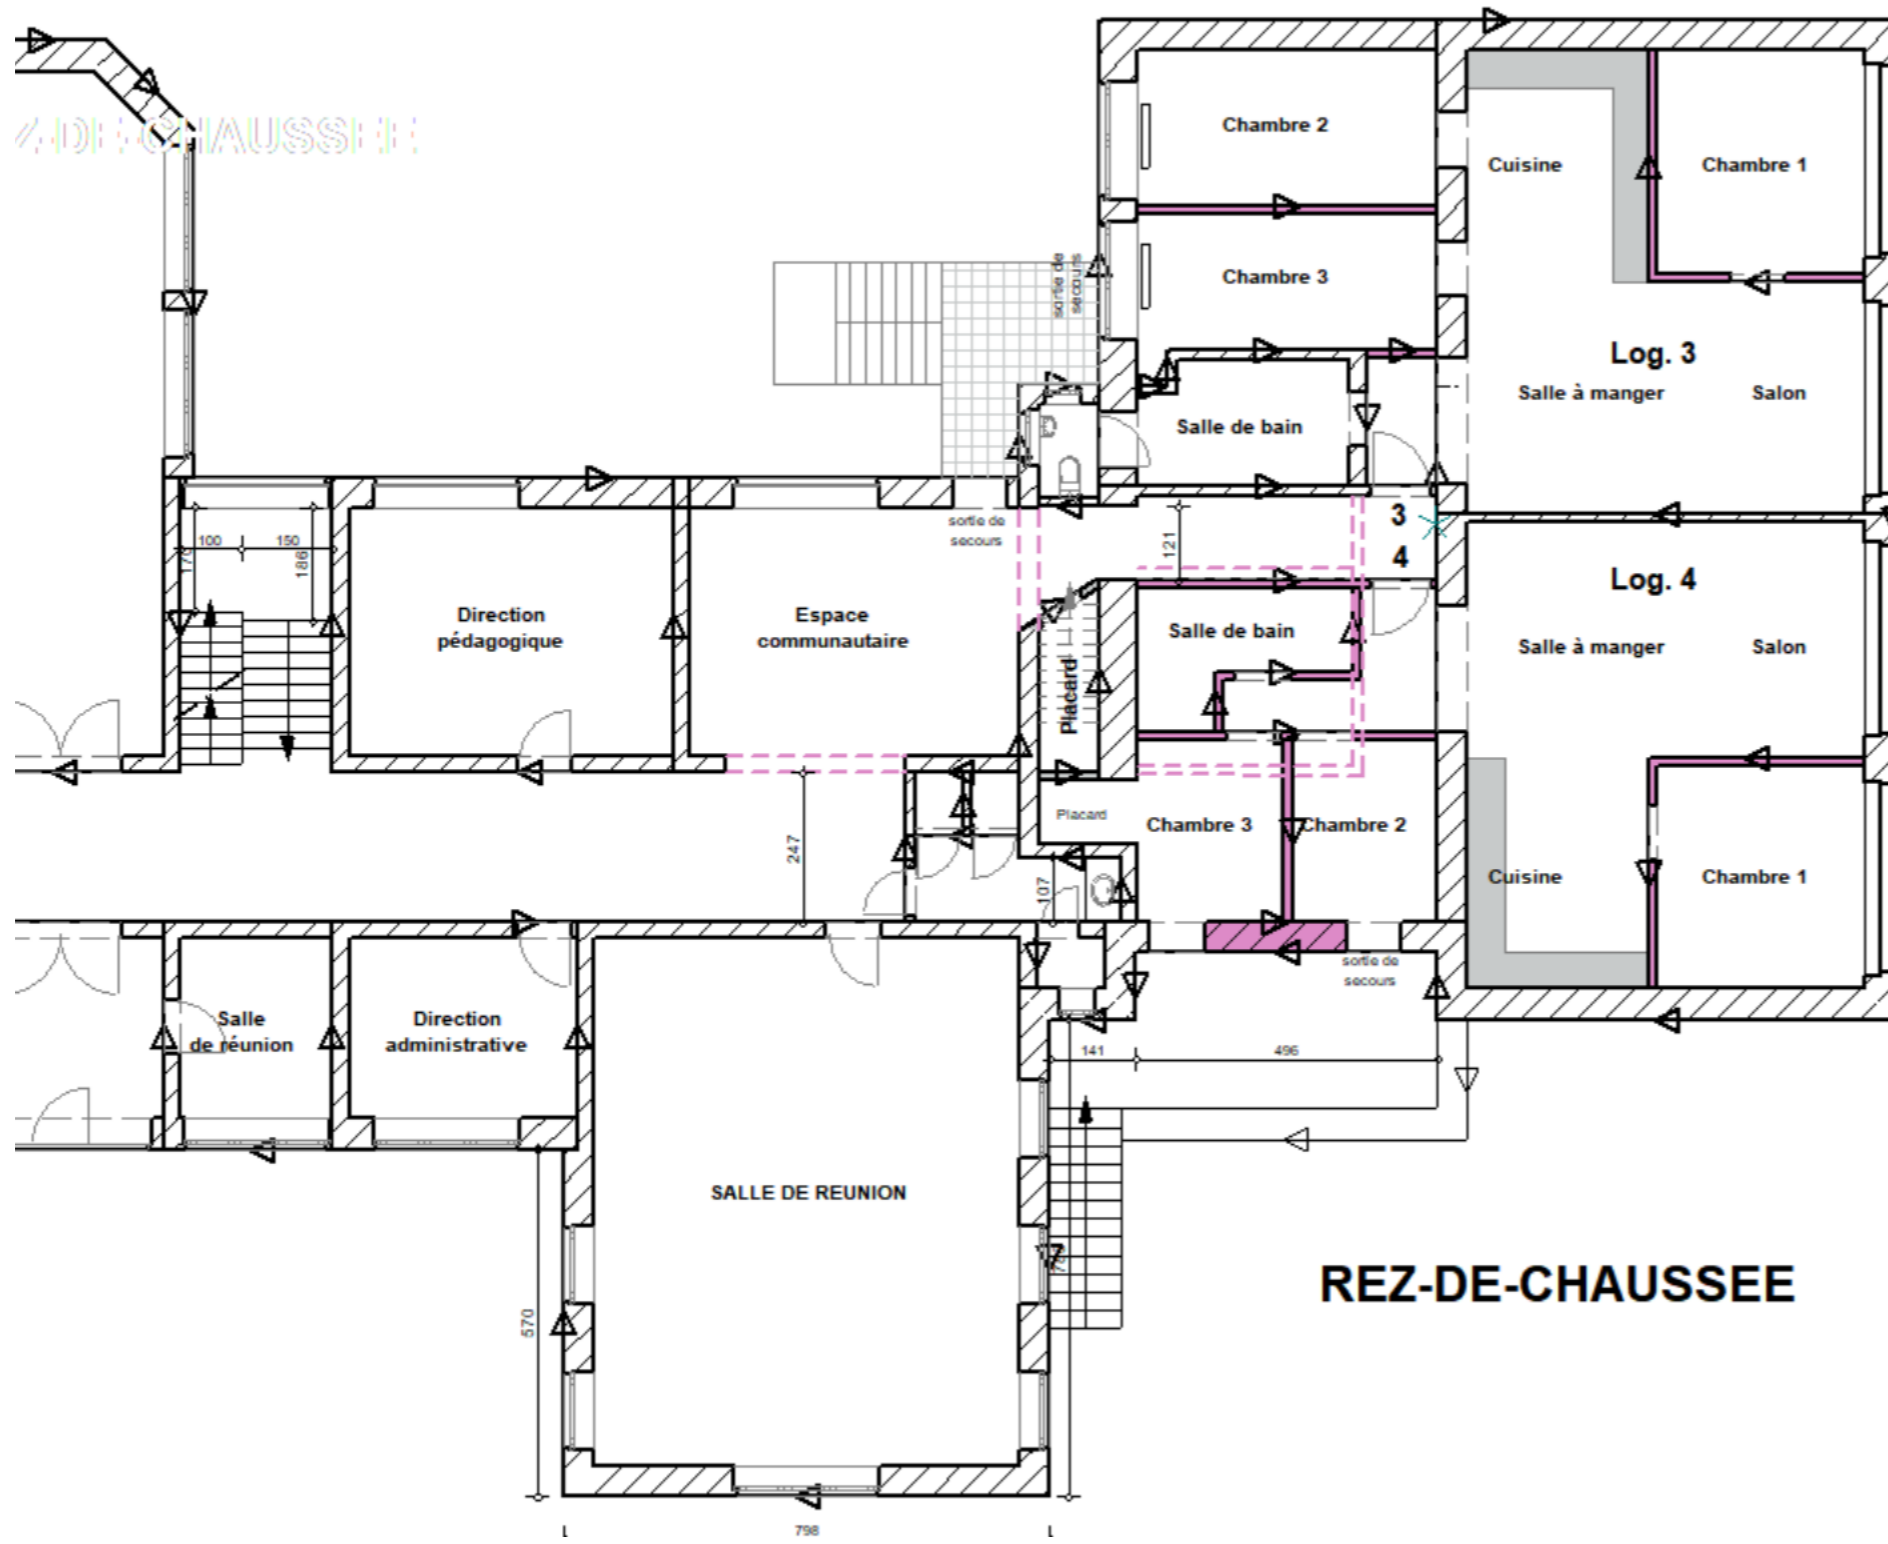 Z-DE-CHAUSSEE
Chambre 2
Cuisine
Chambre 1
sortie de
secours
Chambre 3
Log. 3
Salle à manger
Salon
Salle de bain
3
4
121
sortie de
secours
100
150
186
Log. 4
Direction
pédagogique
Espace
communautaire
Salle de bain
Salle à manger
Salon
Placard
247
Placard
Chambre 3
Chambre 2
Cuisine
Chambre 1
107
sortie de
secours
Salle
de réunion
Direction
administrative
141
496
SALLE DE REUNION
REZ-DE-CHAUSSEE
570
798